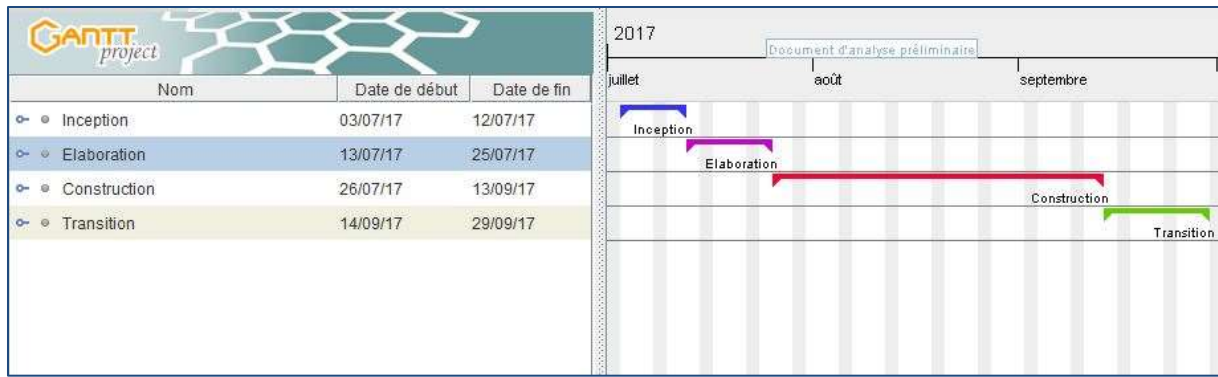 GANTT
project
Nom Date de début Date de fin
Inception 03/07/17 12/07/17
Elaboration 13/07/17 25/07/17
Construction 26/07/17 13/09/17
Transition 14/09/17 29/09/17
2017
Document d'analyse préliminaire
juillet août septembre
Inception
Elaboration
Construction
Transition